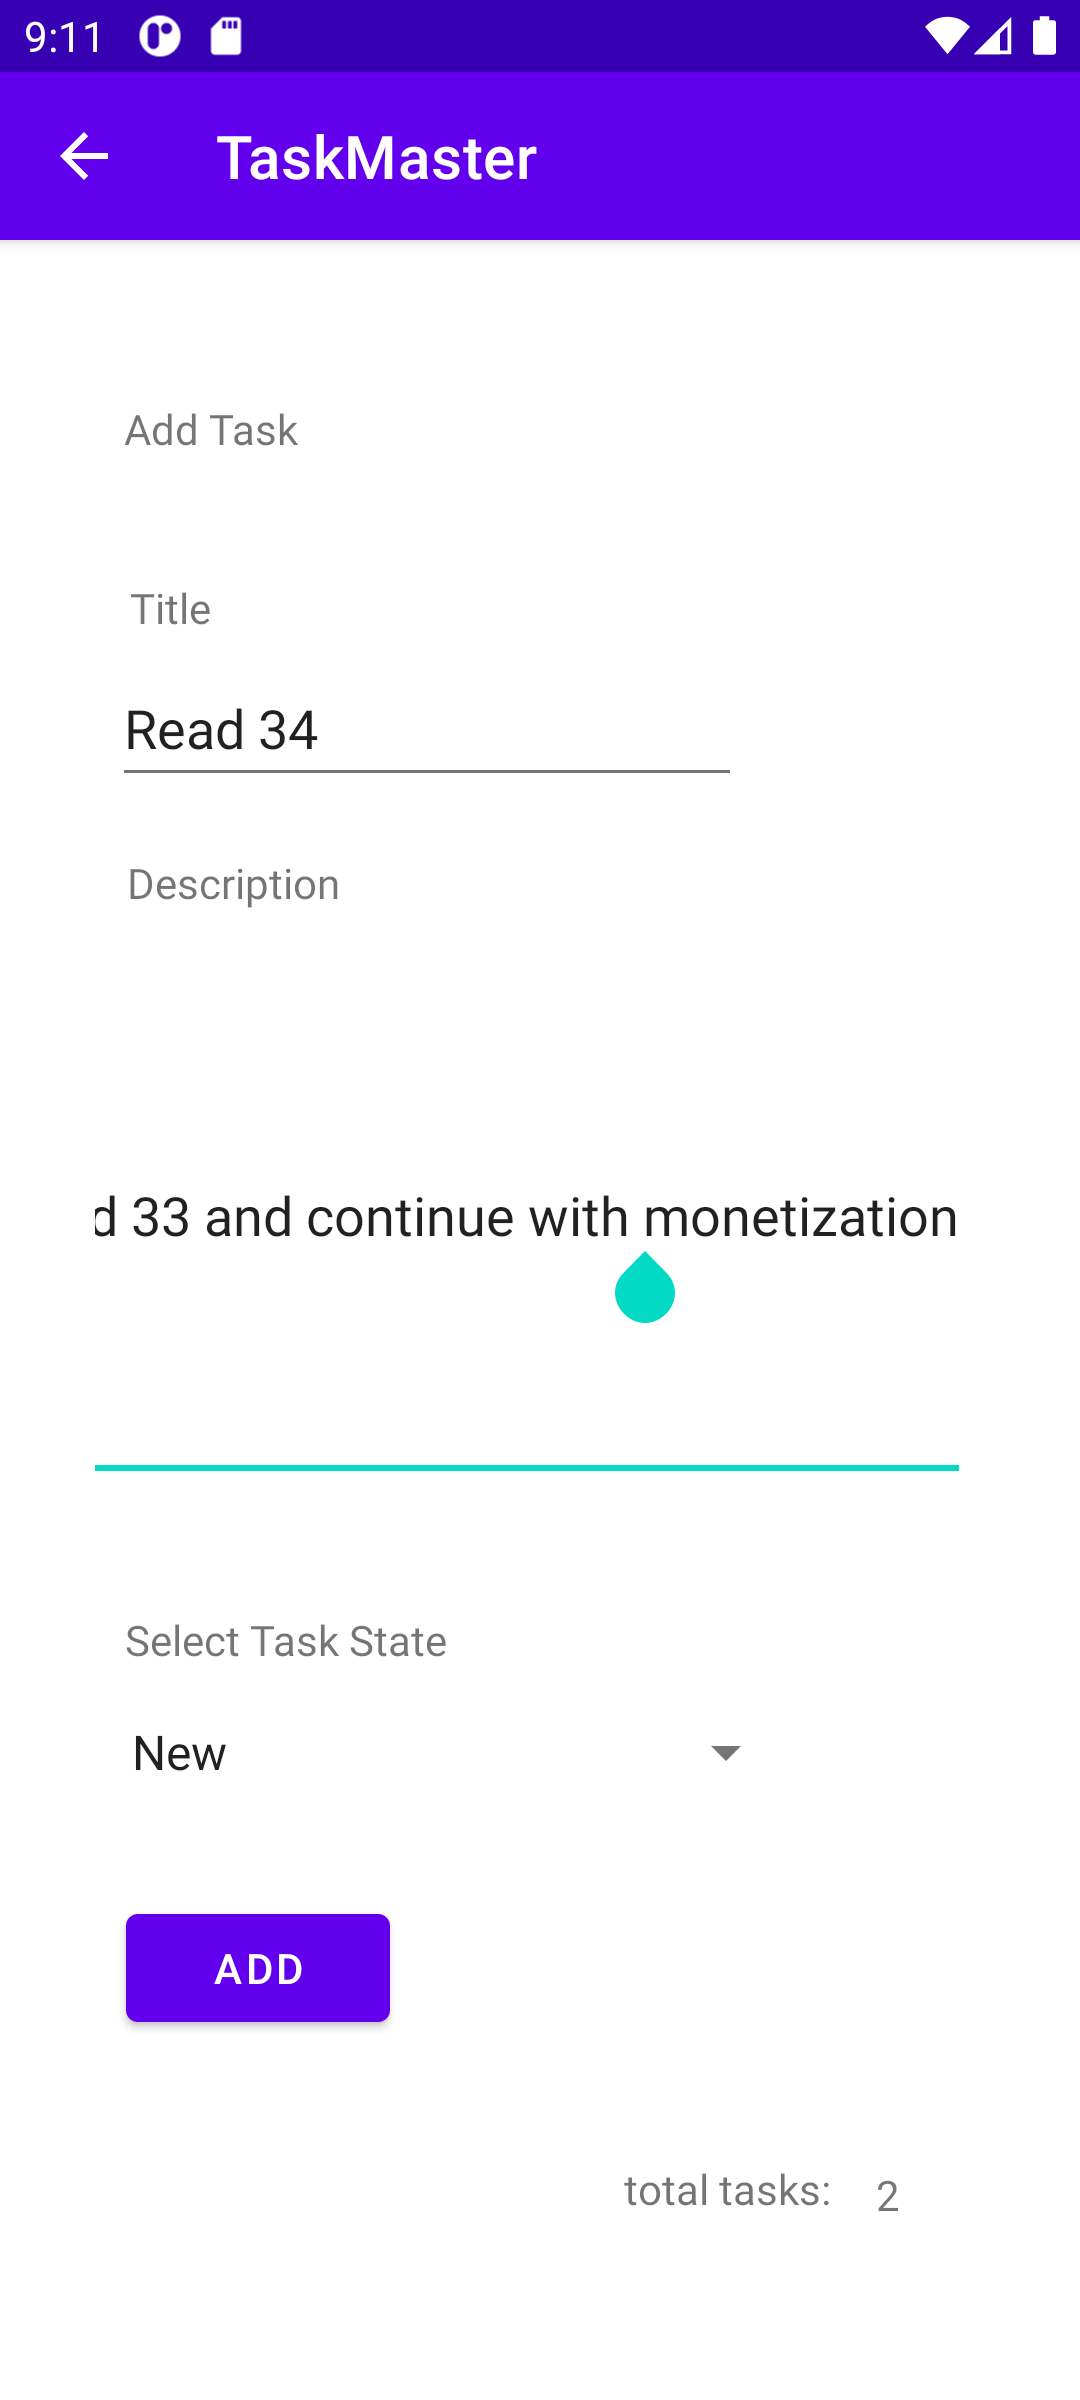 9:11
TaskMaster
Add Task
Title
Read 34
Description
d 33 and continue with monetization
Select Task State
New
ADD
total tasks: 2